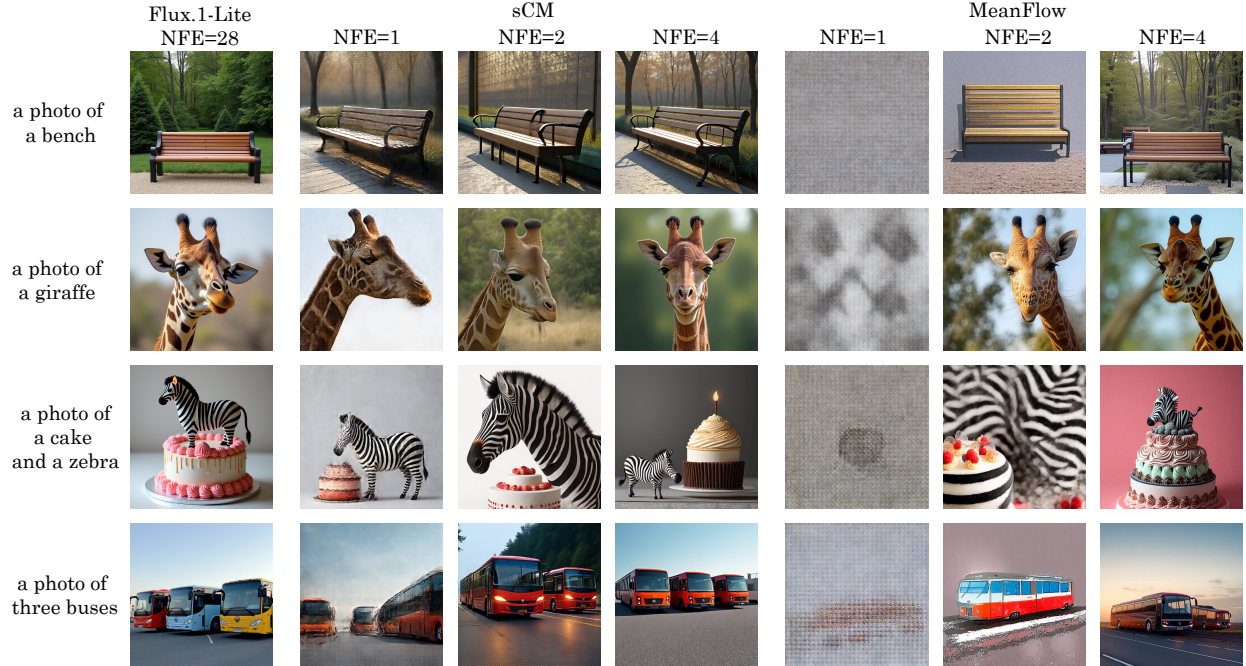 Flux.1-Lite
NFE=28
sCM
NFE=1
NFE=2
NFE=4
MeanFlow
NFE=1
NFE=2
NFE=4
a photo of
a bench
a photo of
a giraffe
a photo of
a cake
and a zebra
a photo of
three buses